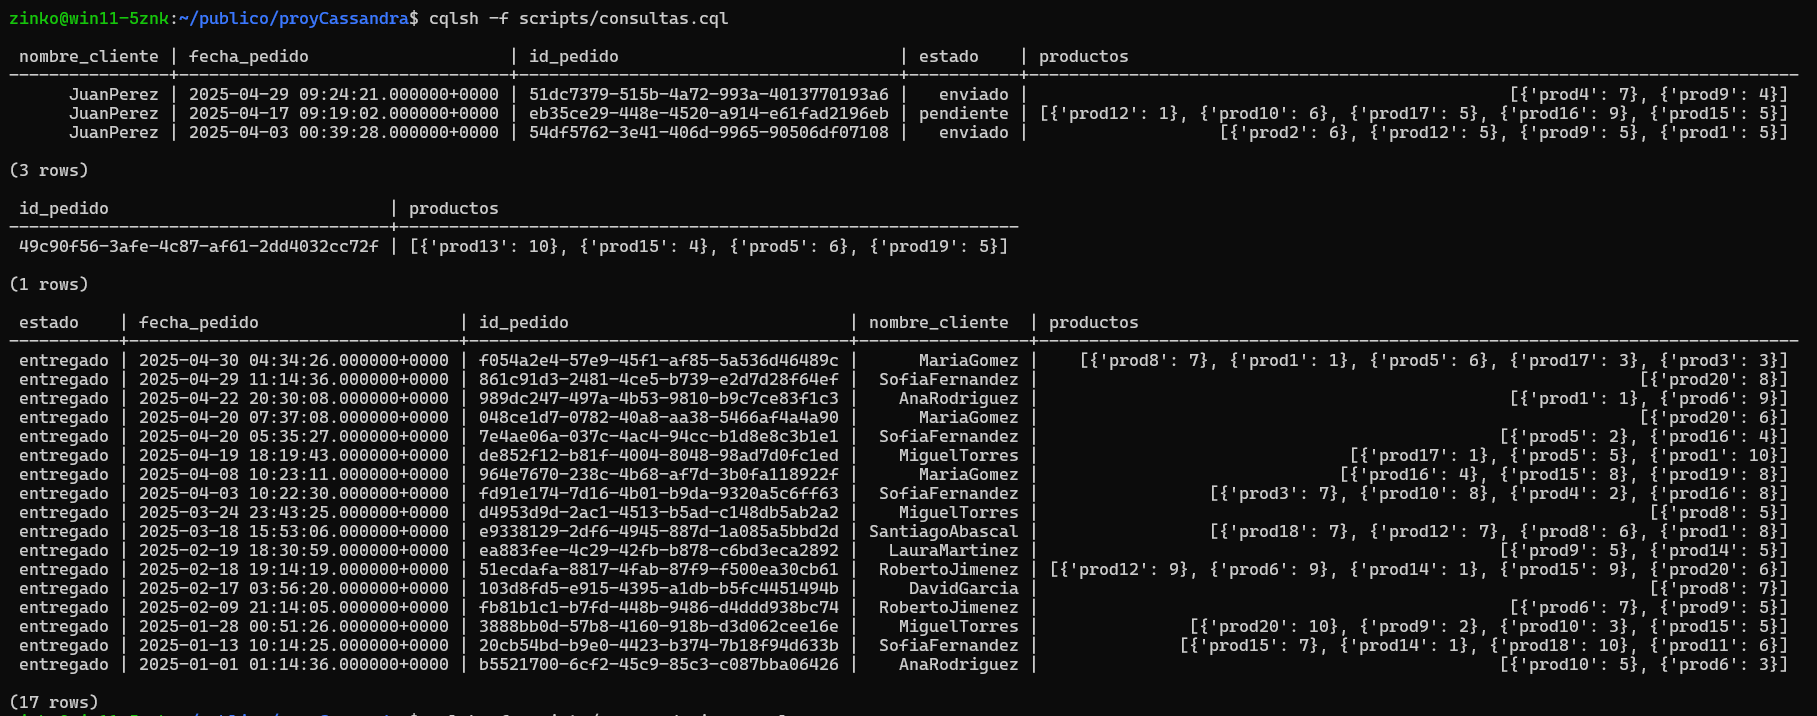 zinko@win11-5znk:~/publico/proyCassandra$ cqlsh -f scripts/consultas.cql
nombre_cliente | fecha_pedido | id_pedido | estado | productos
JuanPerez | 2025-04-29 09:24:21.000000+0000 | 51dc7379-515b-4a72-993a-4013770193a6 | enviado | [{'prod4': 7}, {'prod9': 4}]
JuanPerez | 2025-04-17 09:19:02.000000+0000 | eb35ce29-448e-4520-a914-e61fad2196eb | pendiente | [{'prod12': 1}, {'prod10': 6}, {'prod17': 5}, {'prod16': 9}, {'prod15': 5}]
JuanPerez | 2025-04-03 00:39:28.000000+0000 | 54df5762-3e41-406d-9965-90506df07108 | enviado | [{'prod2': 6}, {'prod12': 5}, {'prod9': 5}, {'prod1': 5}]
(3 rows)
id_pedido | productos
49c90f56-3afe-4c87-af61-2dd4032cc72f | [{'prod13': 10}, {'prod15': 4}, {'prod5': 6}, {'prod19': 5}]
(1 rows)
estado | fecha_pedido | id_pedido | nombre_cliente | productos
entregado | 2025-04-30 04:34:26.000000+0000 | f054a2e4-57e9-45f1-af85-5a536d46489c | MariaGomez | [{'prod8': 7}, {'prod1': 1}, {'prod5': 6}, {'prod17': 3}, {'prod3': 3}]
entregado | 2025-04-29 11:14:36.000000+0000 | 861c91d3-2481-4ce5-b739-e2d7d28f64ef | SofiaFernandez | [{'prod20': 8}]
entregado | 2025-04-22 20:30:08.000000+0000 | 989dc247-497a-4b53-9810-b9c7ce83f1c3 | AnaRodriguez | [{'prod1': 1}, {'prod6': 9}]
entregado | 2025-04-20 07:37:08.000000+0000 | 048ce1d7-0782-40a8-aa38-5466af4a4a90 | MariaGomez | [{'prod20': 6}]
entregado | 2025-04-20 05:35:27.000000+0000 | 7e4ae06a-037c-4ac4-94cc-b1d8e8c3b1e1 | SofiaFernandez | [{'prod5': 2}, {'prod16': 4}]
entregado | 2025-04-19 18:19:43.000000+0000 | de852f12-b81f-4004-8048-98ad7d0fc1ed | MiguelTorres | [{'prod17': 1}, {'prod5': 5}, {'prod1': 10}]
entregado | 2025-04-08 10:23:11.000000+0000 | 964e7670-238c-4b68-af7d-3b0fa118922f | MariaGomez | [{'prod16': 4}, {'prod15': 8}, {'prod19': 8}]
entregado | 2025-04-03 10:22:30.000000+0000 | fd91e174-7d16-4b01-b9da-9320a5c6ff63 | SofiaFernandez | [{'prod3': 7}, {'prod10': 8}, {'prod4': 2}, {'prod16': 8}]
entregado | 2025-03-24 23:43:25.000000+0000 | d4953d9d-2ac1-4513-b5ad-c148db5ab2a2 | MiguelTorres | [{'prod8': 5}]
entregado | 2025-03-18 15:53:06.000000+0000 | e9338129-2df6-4945-887d-1a085a5bbd2d | SantiagoAbascal | [{'prod18': 7}, {'prod12': 7}, {'prod8': 6}, {'prod1': 8}]
entregado | 2025-02-19 18:30:59.000000+0000 | ea883fee-4c29-42fb-b878-c6bd3eca2892 | LauraMartinez | [{'prod9': 5}, {'prod14': 5}]
entregado | 2025-02-18 19:14:19.000000+0000 | 51ecdafa-8817-4fab-87f9-f500ea30cb61 | RobertoJimenez | [{'prod12': 9}, {'prod6': 9}, {'prod14': 1}, {'prod15': 9}, {'prod20': 6}]
entregado | 2025-02-17 03:56:20.000000+0000 | 103d8fd5-e915-4395-a1db-b5fc4451494b | DavidGarcia | [{'prod8': 7}]
entregado | 2025-02-09 21:14:05.000000+0000 | fb81b1c1-b7fd-448b-9486-d4ddd938bc74 | RobertoJimenez | [{'prod6': 7}, {'prod9': 5}]
entregado | 2025-01-28 00:51:26.000000+0000 | 3888bb0d-57b8-4160-918b-d3d062cee16e | MiguelTorres | [{'prod20': 10}, {'prod9': 2}, {'prod10': 3}, {'prod15': 5}]
entregado | 2025-01-13 10:14:25.000000+0000 | 20cb54bd-b9e0-4423-b374-7b18f94d633b | SofiaFernandez | [{'prod15': 7}, {'prod14': 1}, {'prod18': 10}, {'prod11': 6}]
entregado | 2025-01-01 01:14:36.000000+0000 | b5521700-6cf2-45c9-85c3-c087bba06426 | AnaRodriguez | [{'prod10': 5}, {'prod6': 3}]
(17 rows)